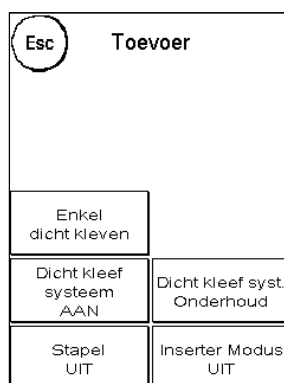 Esc
Toevoer
Enkel
dicht kleven
Dicht kleef
systeem
AAN
Dicht kleef syst.
Onderhoud
Stapel
UIT
Inserter Modus
UIT